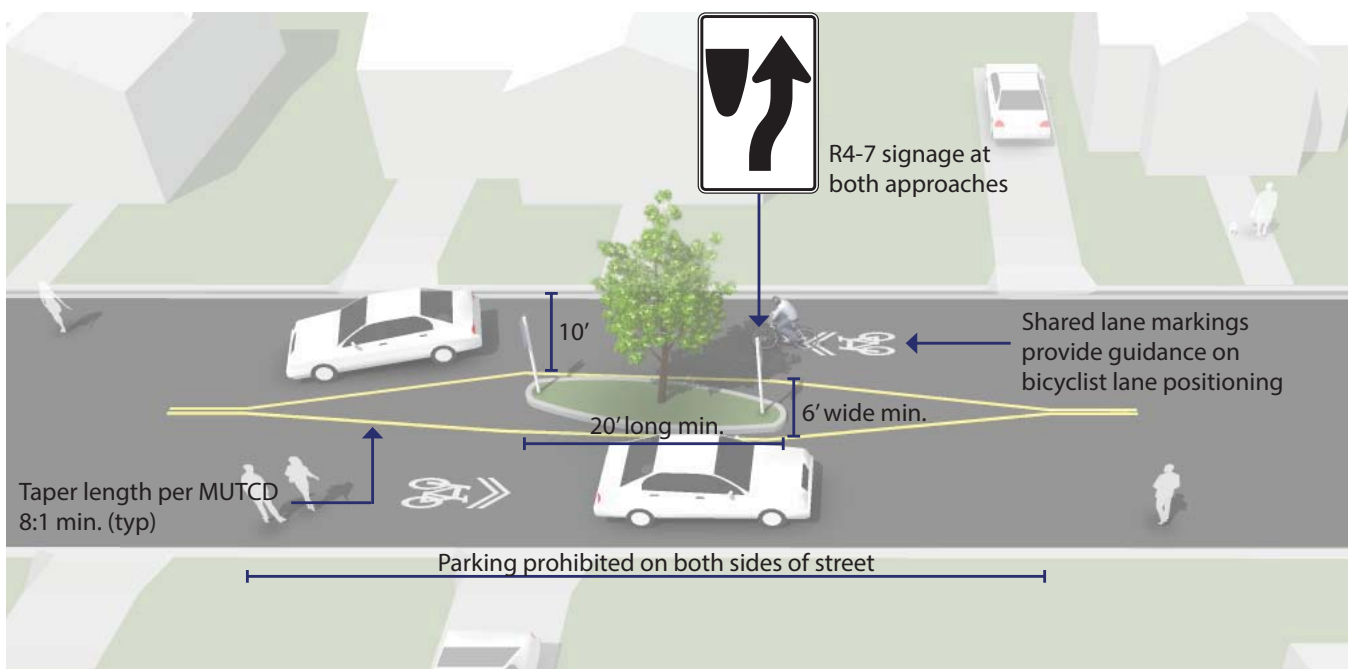 R4-7 signage at
both approaches
10’
Shared lane markings
provide guidance on
bicyclist lane positioning
6’ wide min.
20’ long min.
Taper length per MUTCD
8:1 min. (typ)
Parking prohibited on both sides of street